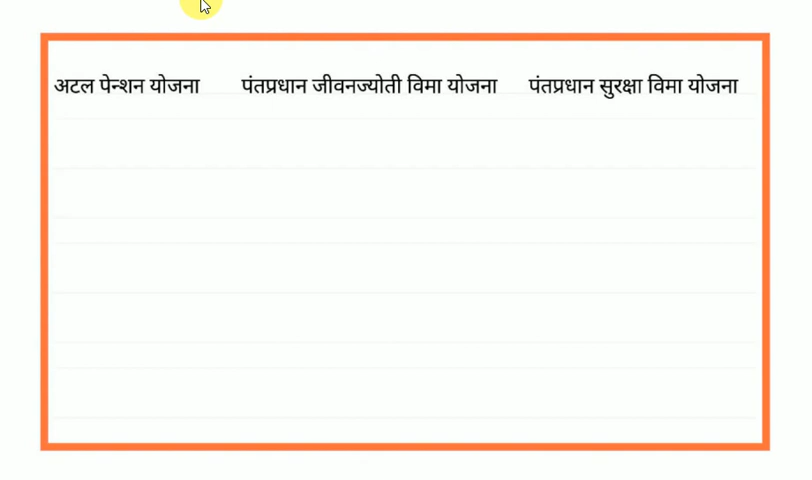 अटल पेन्शन योजना पंतप्रधान जीवनज्योती विमा योजना पंतप्रधान सुरक्षा विमा योजना